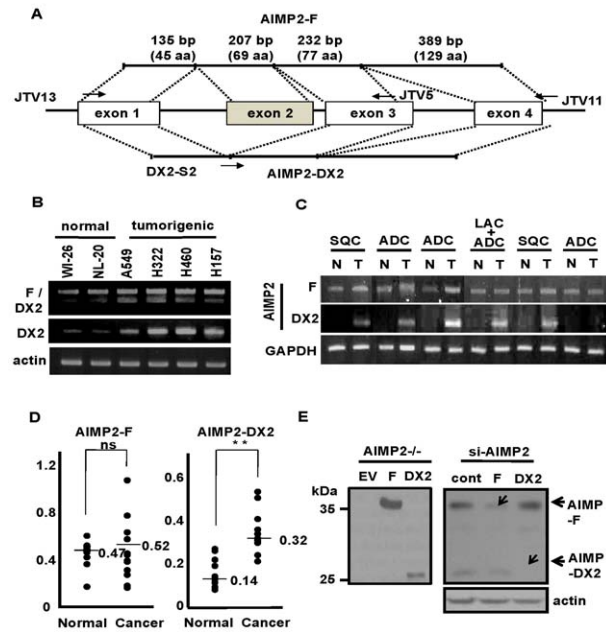 A
AIMP2-F
135 bp 207 bp 232 bp 389 bp
(45 aa) (69 aa) (77 aa) (129 aa)
JTV13 JTV5 JTV11
exon 1 exon 2 exon 3 exon 4
DX2-S2 AIMP2-DX2
B
normal tumorigenic
WI-26 NL-20 A549 H322 H460 H157
F /
DX2
DX2
actin
C
LAC
+
SQC ADC ADC ADC SQC ADC
N T N T N T N T N T N T
AIMP2
F
DX2
GAPDH
D
AIMP2-F AIMP2-DX2
ns **
1.2 0.6
0.8 0.4
0.4 0.2
0 0
0.47 0.52 0.14 0.32
Normal Cancer Normal Cancer
E
AIMP2-/- si-AIMP2
EV F DX2 cont F DX2
kDa
35
25
AIMP
-F
AIMP
-DX2
actin